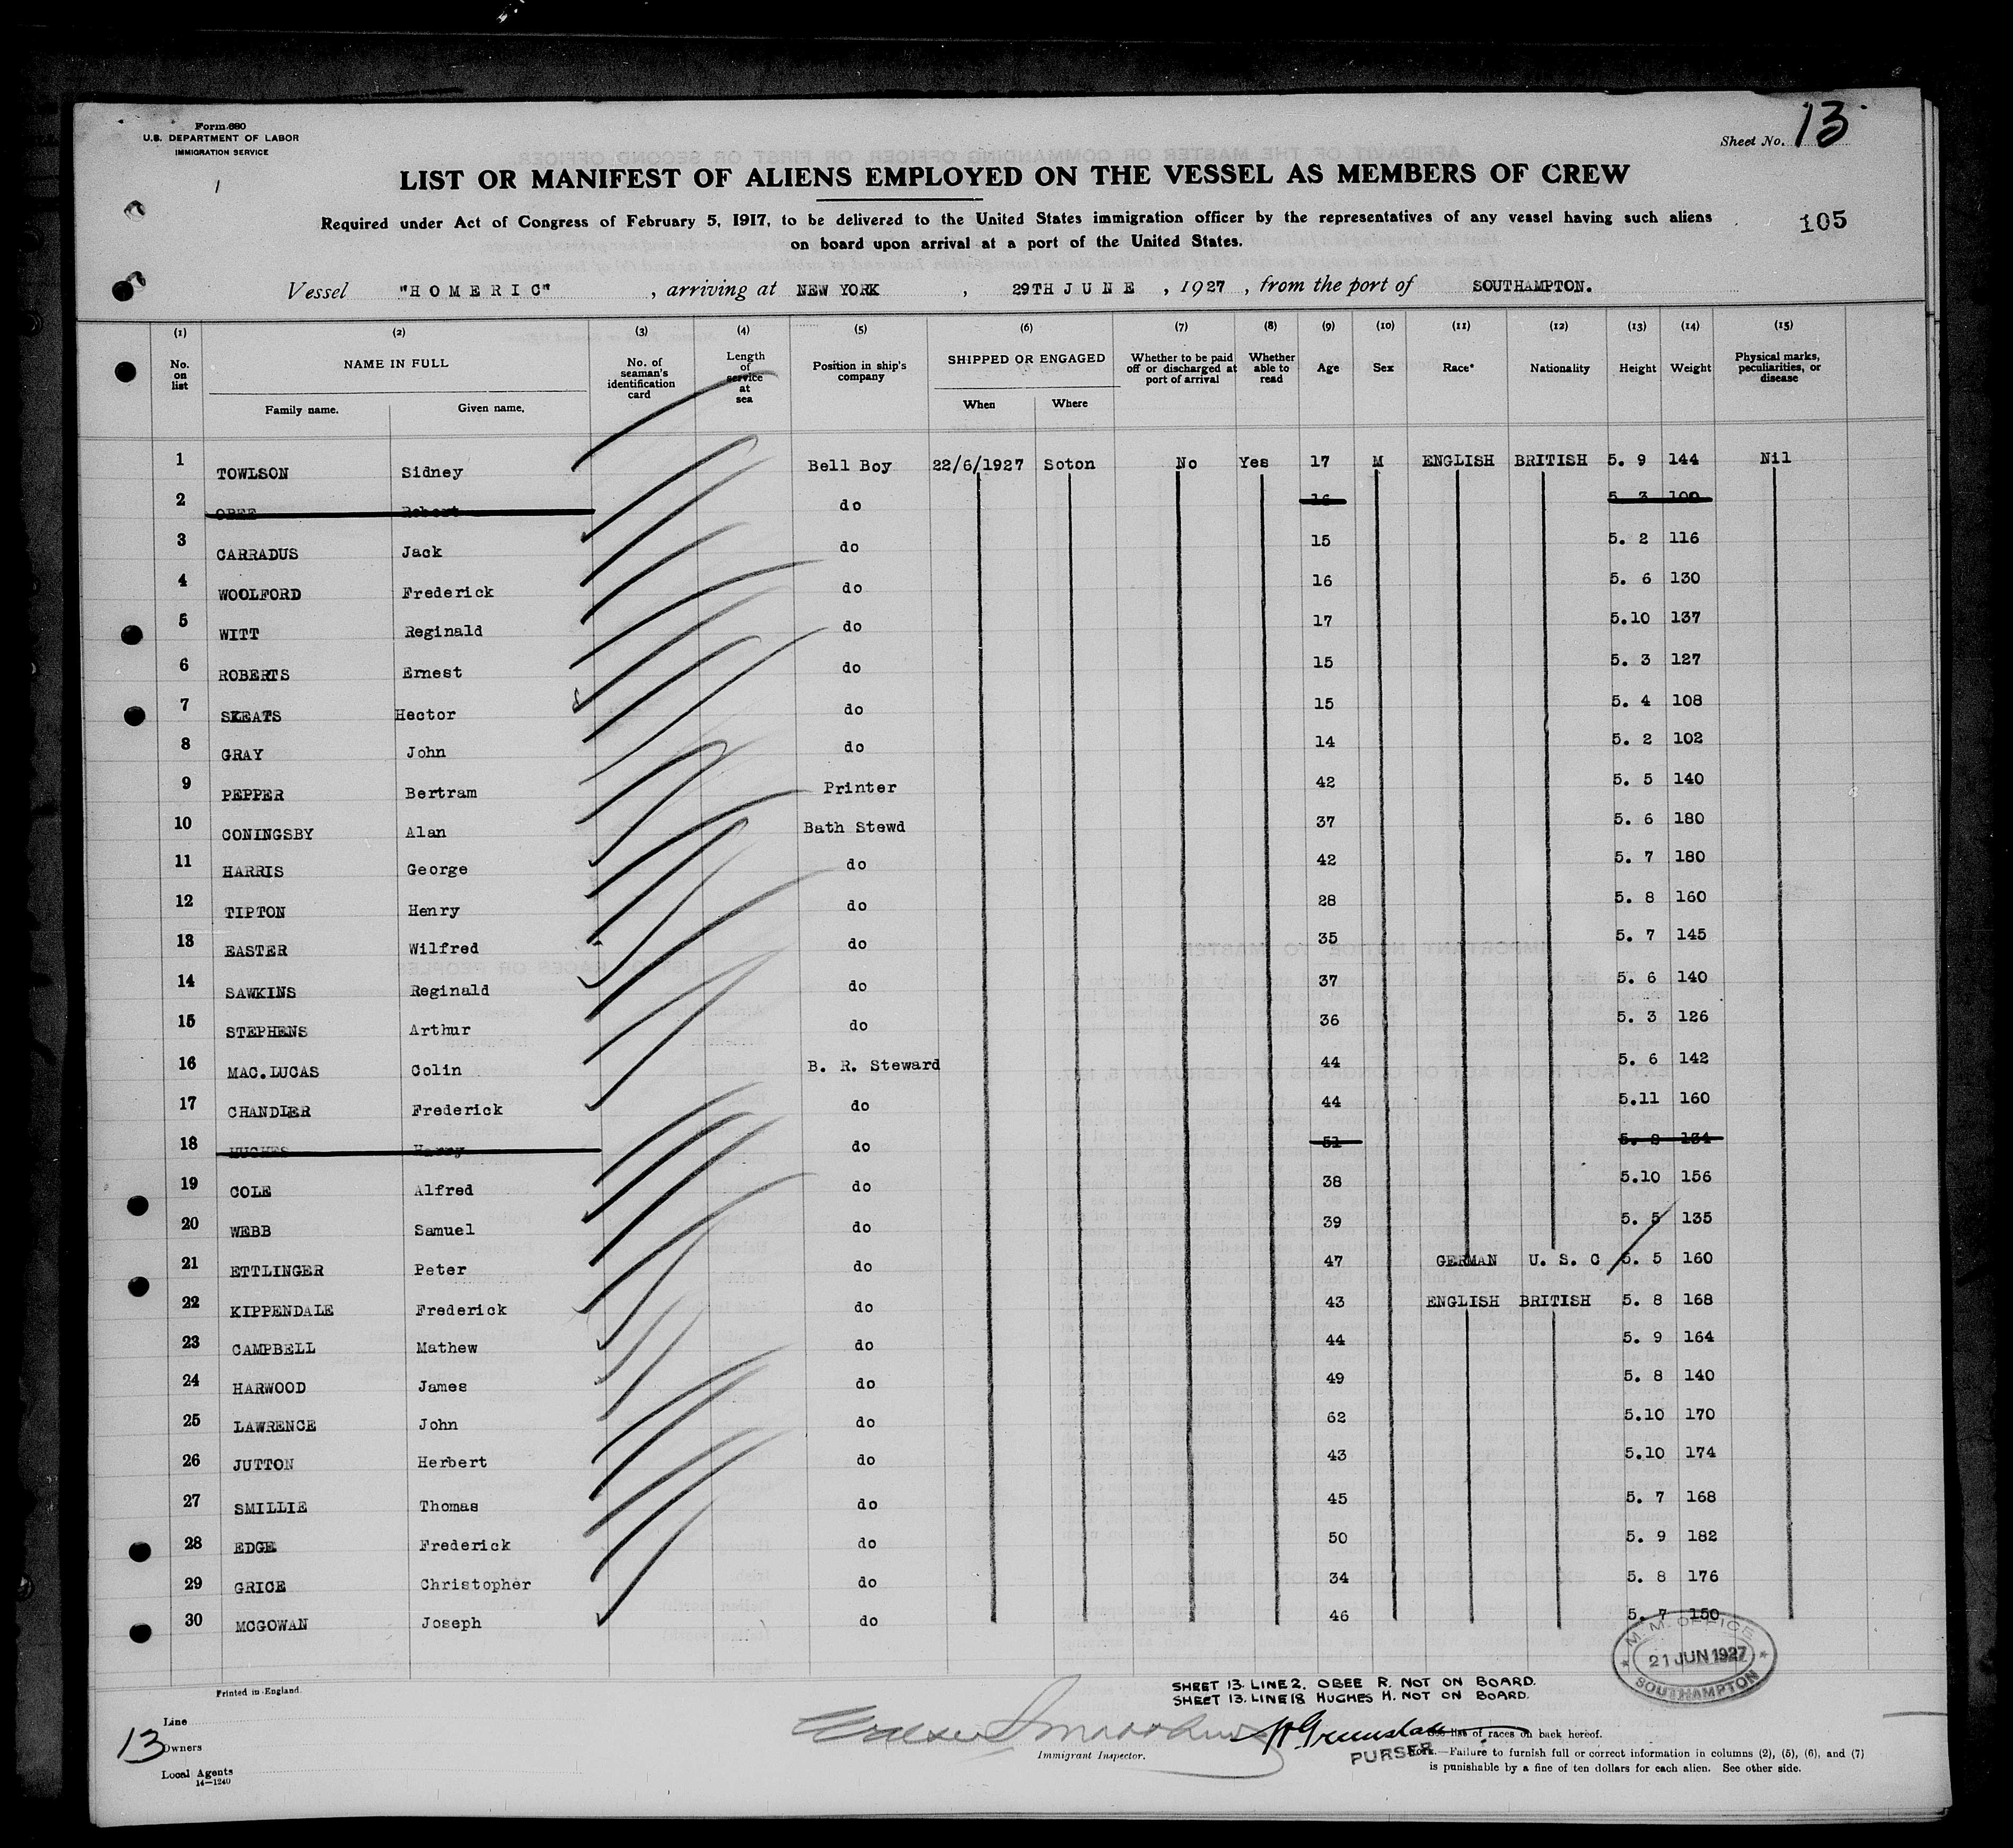 Form 680
U.S. DEPARTMENT OF LABOR
IMMIGRATION SERVICE
Sheet No. 13
LIST OR MANIFEST OF ALIENS EMPLOYED ON THE VESSEL AS MEMBERS OF CREW
Required under Act of Congress of February 5, 1917, to be delivered to the United States immigration officer by the representatives of any vessel having such aliens
on board upon arrival at a port of the United States.
105
Vessel "HOMERIC", arriving at NEW YORK, 29TH JUNE, 1927, from the port of SOUTHAMPTON.
(1) (2) (3) (4) (5) (6) (7) (8) (9) (10) (11) (12) (13) (14) (15)
No. on list NAME IN FULL No. of seaman's identification card Length of service at sea Position in ship's company SHIPPED OR ENGAGED Whether to be paid off or discharged at port of arrival Whether able to read Age Sex Race* Nationality Height Weight Physical marks, peculiarities, or disease
Family name. Given name. When Where
1 TOWLSON Sidney Bell Boy 22/6/1927 Soton No Yes 17 M ENGLISH BRITISH 5. 9 144 Nil
2 OBEE Robert do 16 5. 3 100
3 CARRADUS Jack do 15 5. 2 116
4 WOOLFORD Frederick do 16 5. 6 130
5 WITT Reginald do 17 5.10 137
6 ROBERTS Ernest do 15 5. 3 127
7 SKEATS Hector do 15 5. 4 108
8 GRAY John do 14 5. 2 102
9 PEPPER Bertram Printer 42 5. 5 140
10 CONINGSBY Alan Bath Stewd 37 5. 6 180
11 HARRIS George do 42 5. 7 180
12 TIPTON Henry do 28 5. 8 160
13 EASTER Wilfred do 35 5. 7 145
14 SAWKINS Reginald do 37 5. 6 140
15 STEPHENS Arthur do 36 5. 3 126
16 MAC.LUCAS Colin B. R. Steward 44 5. 6 142
17 CHANDLER Frederick do 44 5.11 160
18 HUGHES Harry do 51 5. 8 134
19 COLE Alfred do 38 5.10 156
20 WEBB Samuel do 39 5. 5 135
21 ETTLINGER Peter do 47 GERMAN U. S. C 5. 5 160
22 KIPPENDALE Frederick do 43 ENGLISH BRITISH 5. 8 168
23 CAMPBELL Mathew do 44 5. 9 164
24 HARWOOD James do 49 5. 8 140
25 LAWRENCE John do 62 5.10 170
26 JUTTON Herbert do 43 5.10 174
27 SMILLIE Thomas do 45 5. 7 168
28 EDGE Frederick do 50 5. 9 182
29 GRICE Christopher do 34 5. 8 176
30 MCGOWAN Joseph do 46 5. 7 150
M. M. OFFICE
21 JUN 1927
SOUTHAMPTON
Printed in England.
SHEET 13. LINE 2. OBEE R. NOT ON BOARD.
SHEET 13. LINE 18 HUGHES H. NOT ON BOARD.
13
Line
Owners
Local Agents
14—1240
Immigrant Inspector.
PURSER
See list of races on back hereof.
NOTE.—Failure to furnish full or correct information in columns (2), (5), (6), and (7)
is punishable by a fine of ten dollars for each alien. See other side.